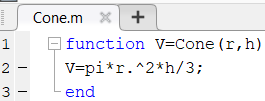 Cone.m
1 function V=Cone(r,h)
2 V=pi*r.^2*h/3;
3 end